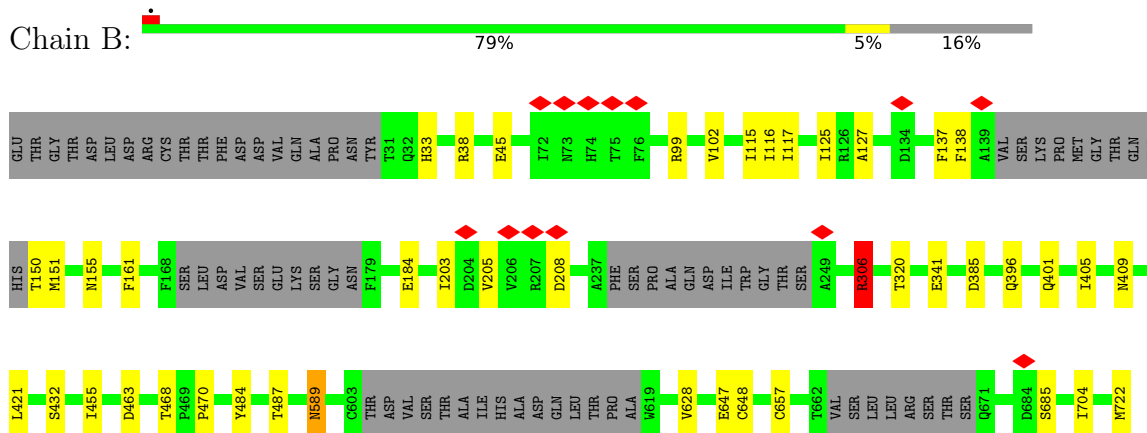 Chain B:
79% 5% 16%
GLU THR GLY THR ASP LEU ASP ARG CYS THR THR PHE ASP ASP VAL GLN ALA PRO ASN TYR T31 Q32 H33 R38 E45 I72 N73 H74 T75 F76 R99 V102 I115 I116 I117 I125 R126 A127 D134 F137 F138 A139 VAL SER LYS PRO MET GLY THR GLN
HIS T150 M151 N155 F161 F168 SER LEU ASP VAL SER GLU LYS SER GLY ASN F179 E184 I203 D204 V205 V206 R207 D208 A237 PHE SER PRO ALA GLN ASP ILE TRP GLY THR SER A249 R306 T320 E341 D385 Q396 Q401 I405 N409
L421 S432 I455 D463 T468 P469 P470 Y484 T487 N589 C603 THR ASP VAL SER THR ALA ILE HIS ALA ASP GLN LEU THR PRO ALA W619 V628 E647 C648 C657 T662 VAL SER LEU LEU ARG SER THR SER Q671 D684 S685 I704 M722